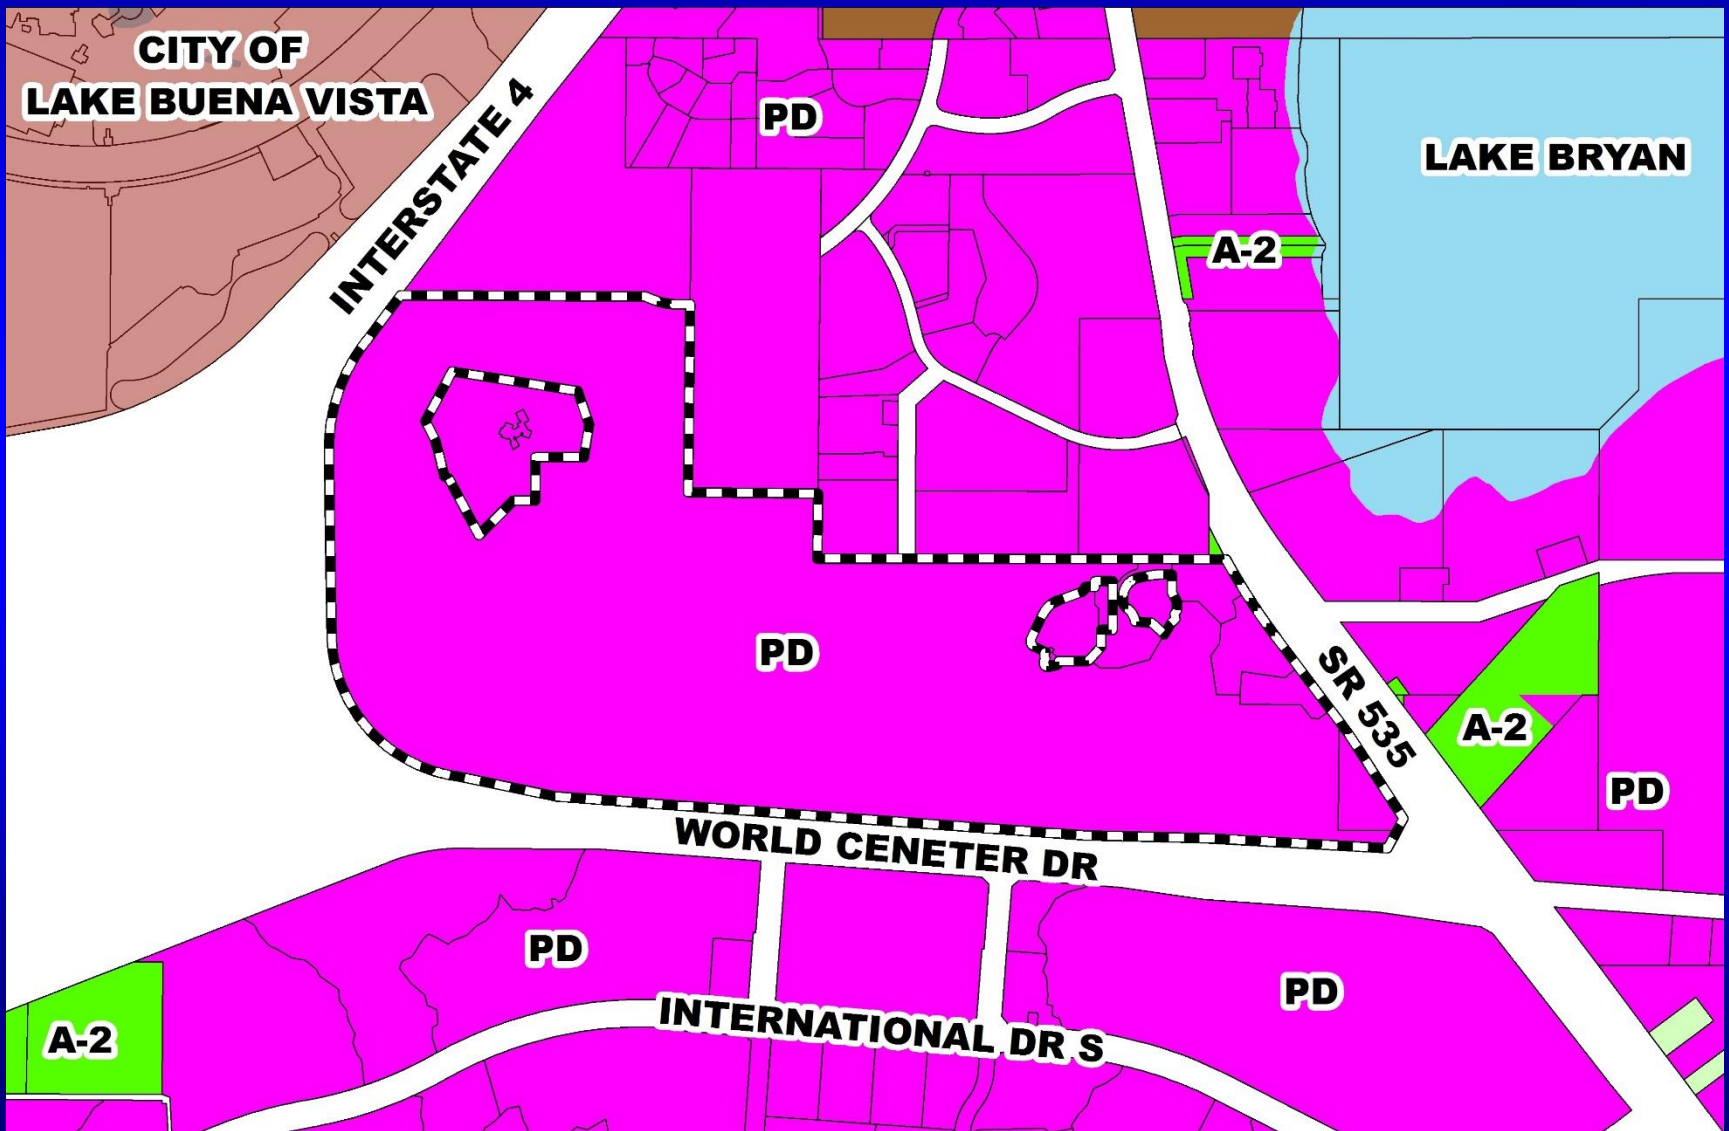 CITY OF
LAKE BUENA VISTA
INTERSTATE 4
PD
LAKE BRYAN
A-2
PD
SR 535
A-2
PD
WORLD CENETER DR
PD
PD
INTERNATIONAL DR S
A-2